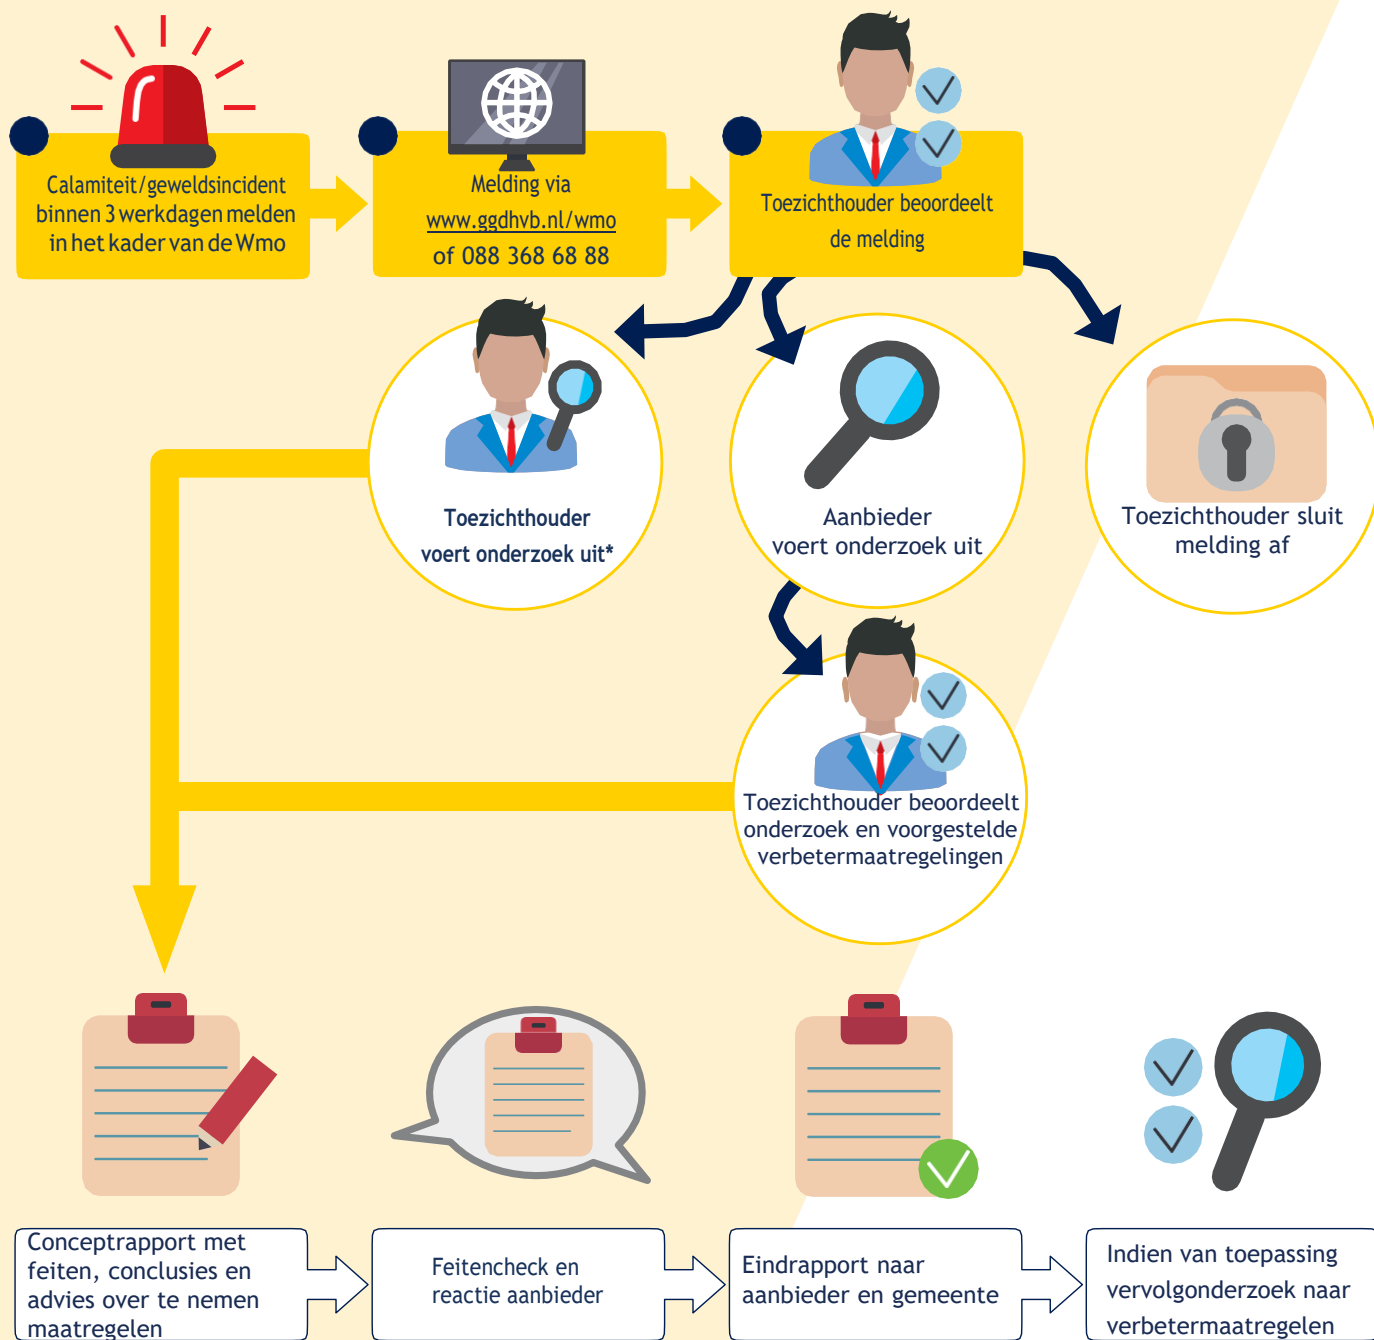 Calamiteit/geweldsincident
binnen 3 werkdagen melden
in het kader van de Wmo
Melding via
www.ggdhvb.nl/wmo
of 088 368 68 88
Toezichthouder beoordeelt
de melding
Toezichthouder
voert onderzoek uit*
Aanbieder
voert onderzoek uit
Toezichthouder sluit
melding af
Toezichthouder beoordeelt
onderzoek en voorgestelde
verbetermaatregelingen
Conceptrapport met
feiten, conclusies en
advies over te nemen
maatregelen
Feitencheck en
reactie aanbieder
Eindrapport naar
aanbieder en gemeente
Indien van toepassing
vervolgonderzoek naar
verbetermaatregelen